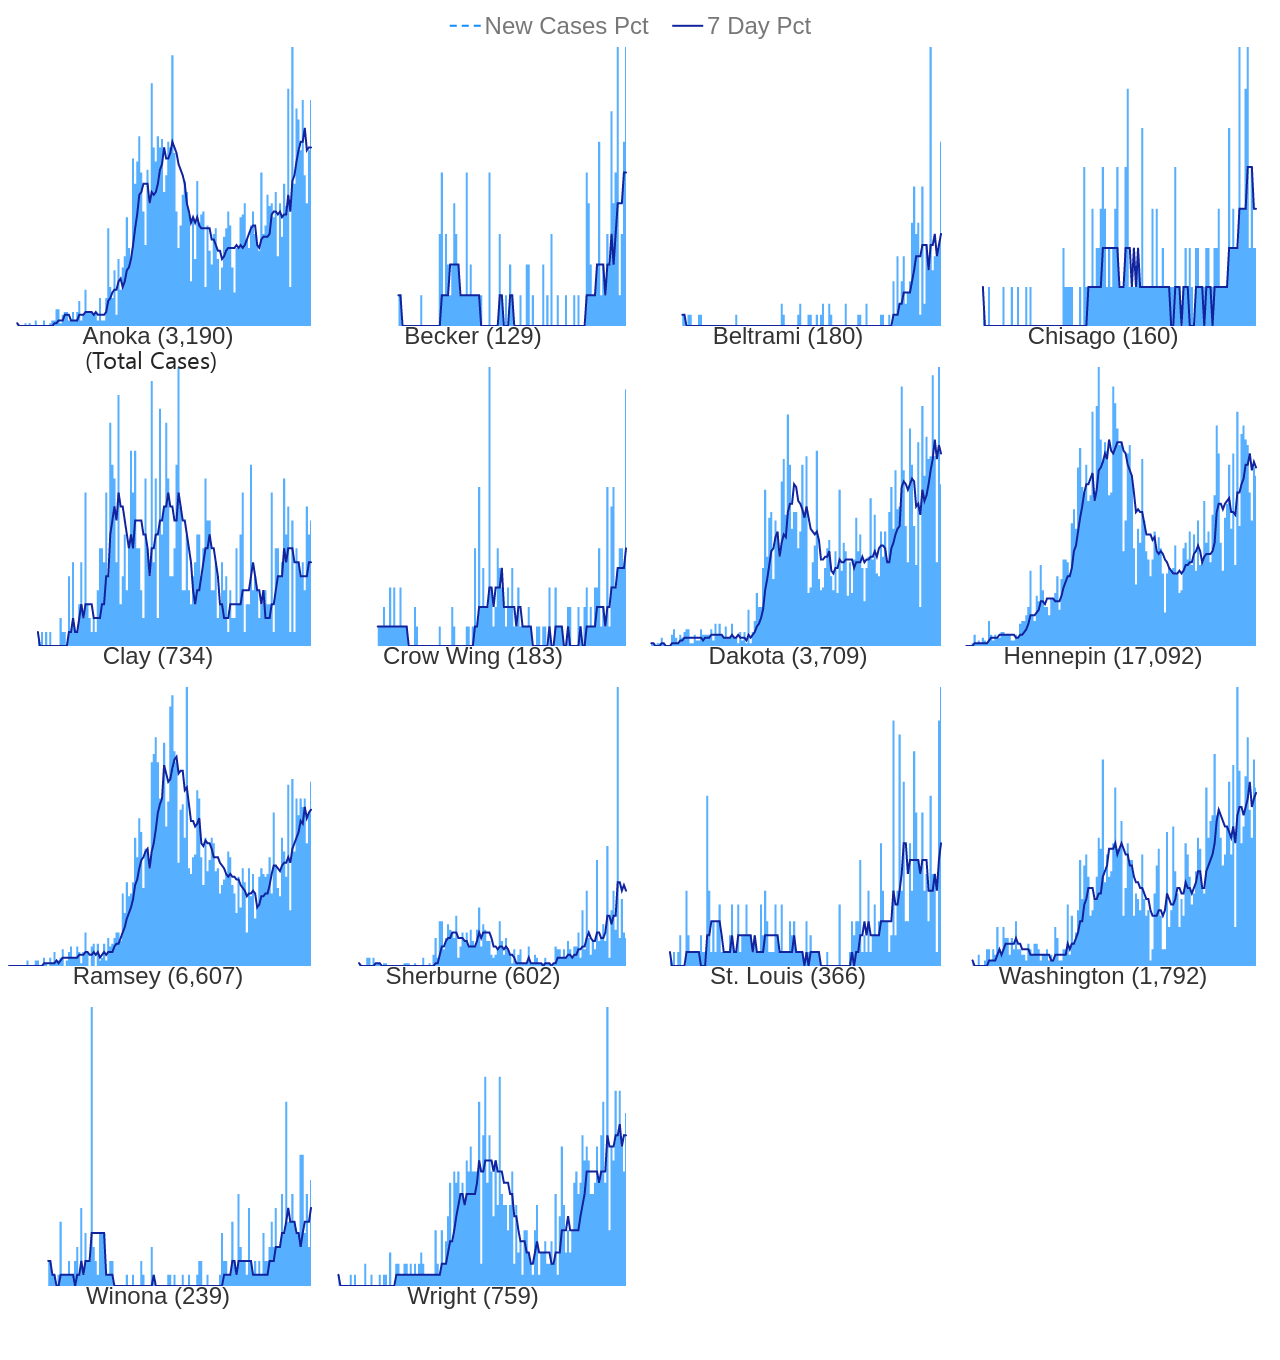 New Cases Pct 7 Day Pct
Anoka (3,190) Becker (129) Beltrami (180) Chisago (160)
(Total Cases)
Clay (734) Crow Wing (183) Dakota (3,709) Hennepin (17,092)
Ramsey (6,607) Sherburne (602) St. Louis (366) Washington (1,792)
Winona (239) Wright (759)